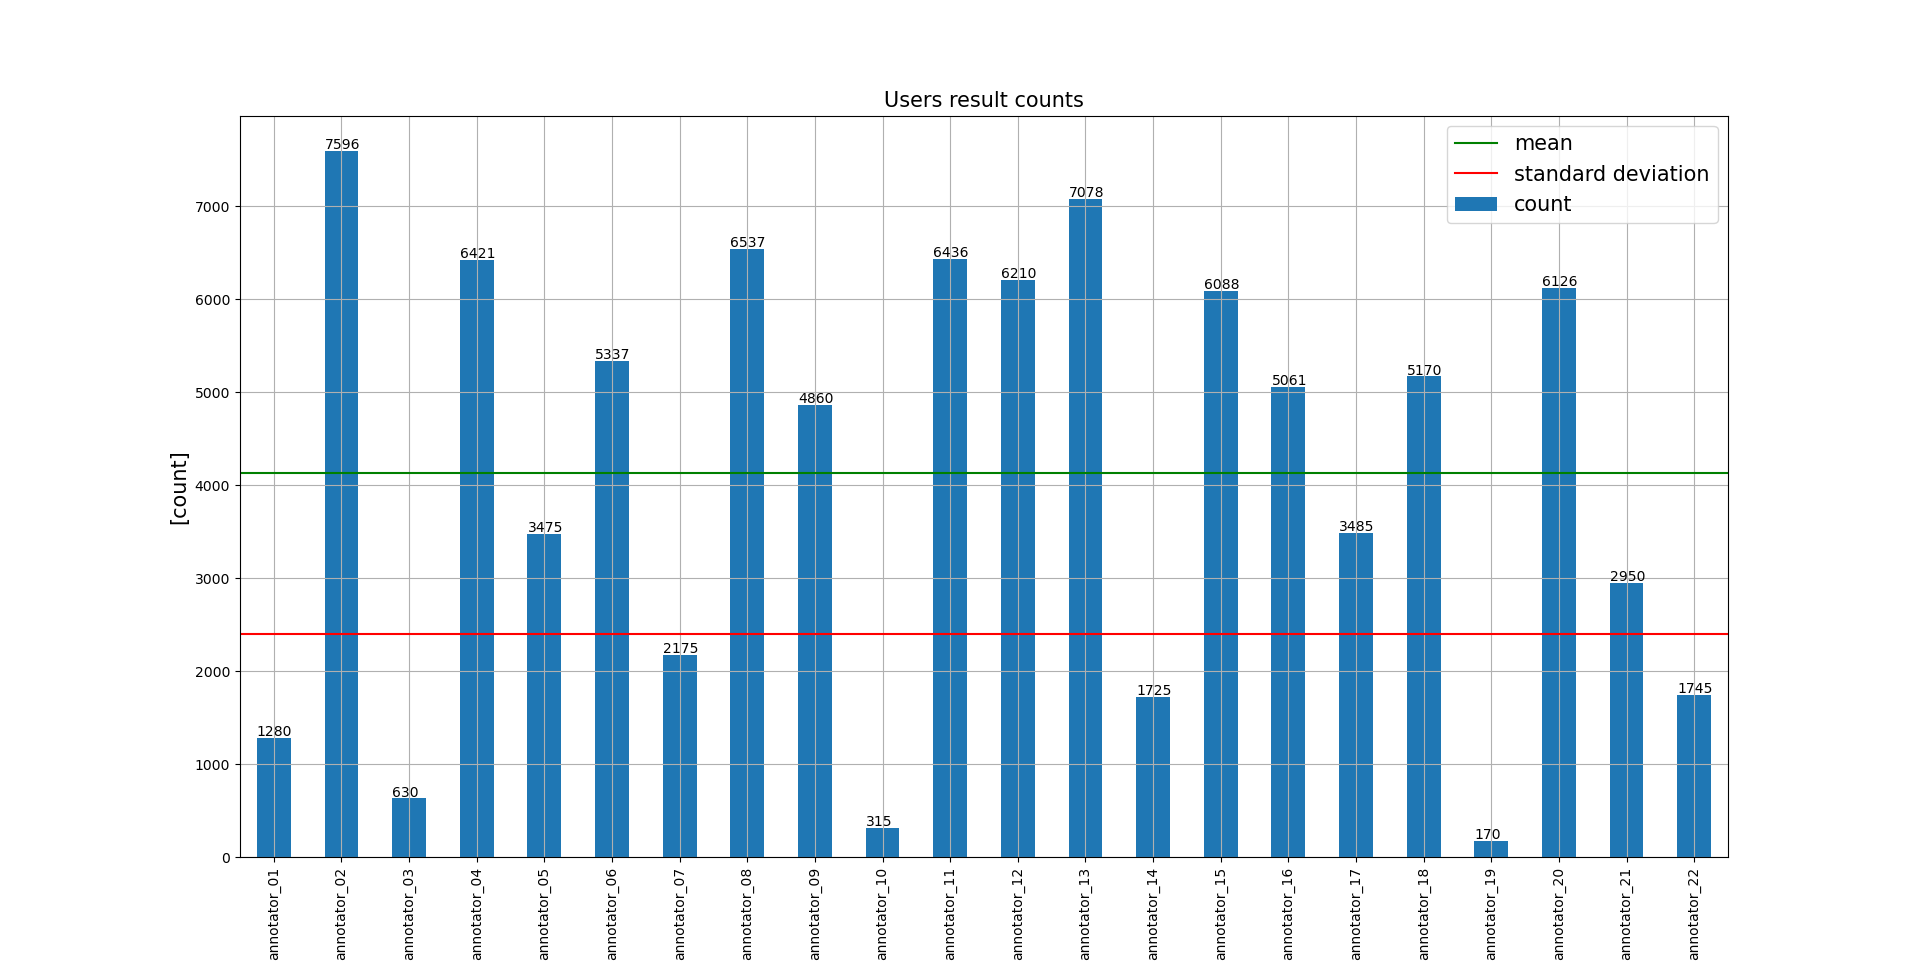 Users result counts
mean
standard deviation
count
[count]
7000
6000
5000
4000
3000
2000
1000
0
1280
7596
630
6421
3475
5337
2175
6537
4860
315
6436
6210
7078
1725
6088
5061
3485
5170
170
6126
2950
1745
annotator_01
annotator_02
annotator_03
annotator_04
annotator_05
annotator_06
annotator_07
annotator_08
annotator_09
annotator_10
annotator_11
annotator_12
annotator_13
annotator_14
annotator_15
annotator_16
annotator_17
annotator_18
annotator_19
annotator_20
annotator_21
annotator_22